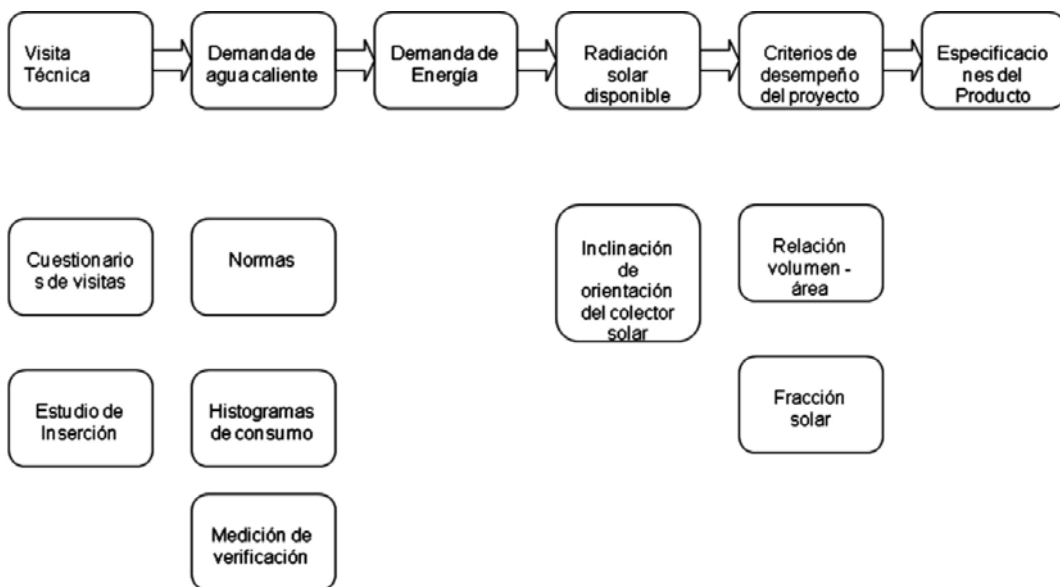 Visita
Técnica
Demanda de
agua caliente
Demanda de
Energía
Radiación
solar
disponible
Criterios de
desempeño
del proyecto
Especificacio
nes del
Producto
Cuestionario
s de visitas
Normas
Inclinación
de
orientación
del colector
solar
Relación
volumen -
área
Estudio de
Inserción
Histogramas
de consumo
Fracción
solar
Medición de
verificación